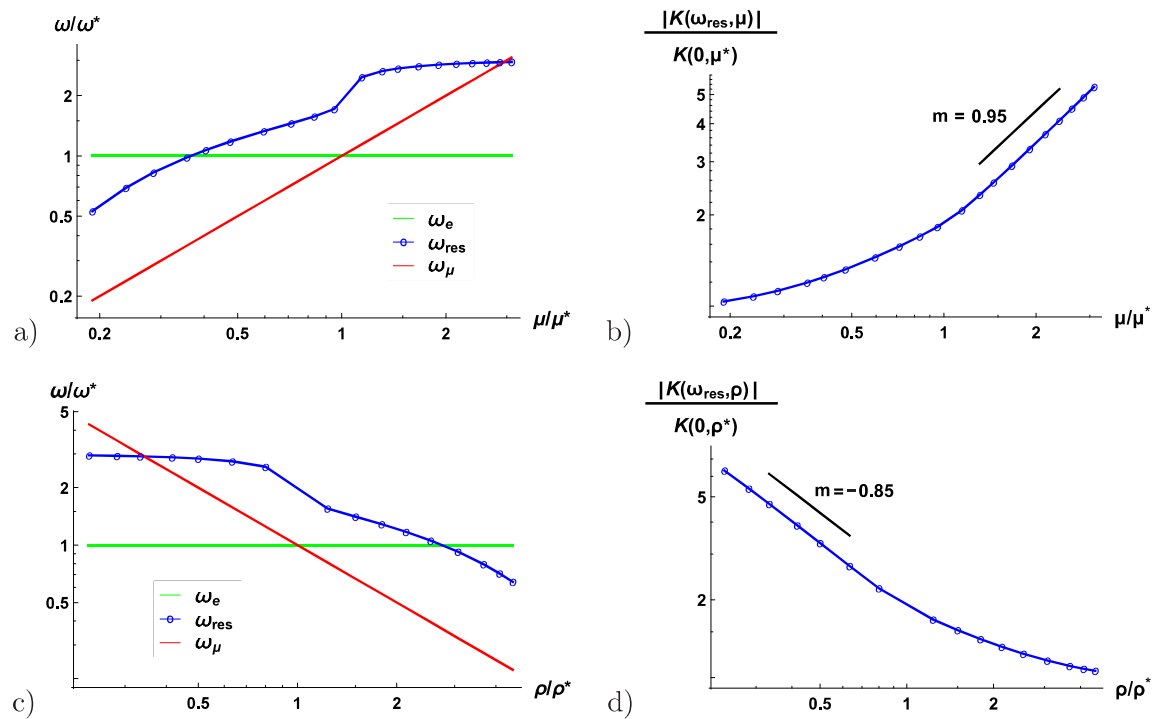 ω/ω*
2
1
0.5
0.2
0.2
0.5
1
2
μ/μ*
ω_e
ω_res
ω_μ
a)
|K(ω_res,μ)|
K(0,μ*)
5
4
3
2
m = 0.95
0.2
0.5
1
2
μ/μ*
b)
ω/ω*
5
2
1
0.5
0.5
1
2
ρ/ρ*
ω_e
ω_res
ω_μ
c)
|K(ω_res,ρ)|
K(0,ρ*)
5
2
m=−0.85
0.5
1
2
ρ/ρ*
d)